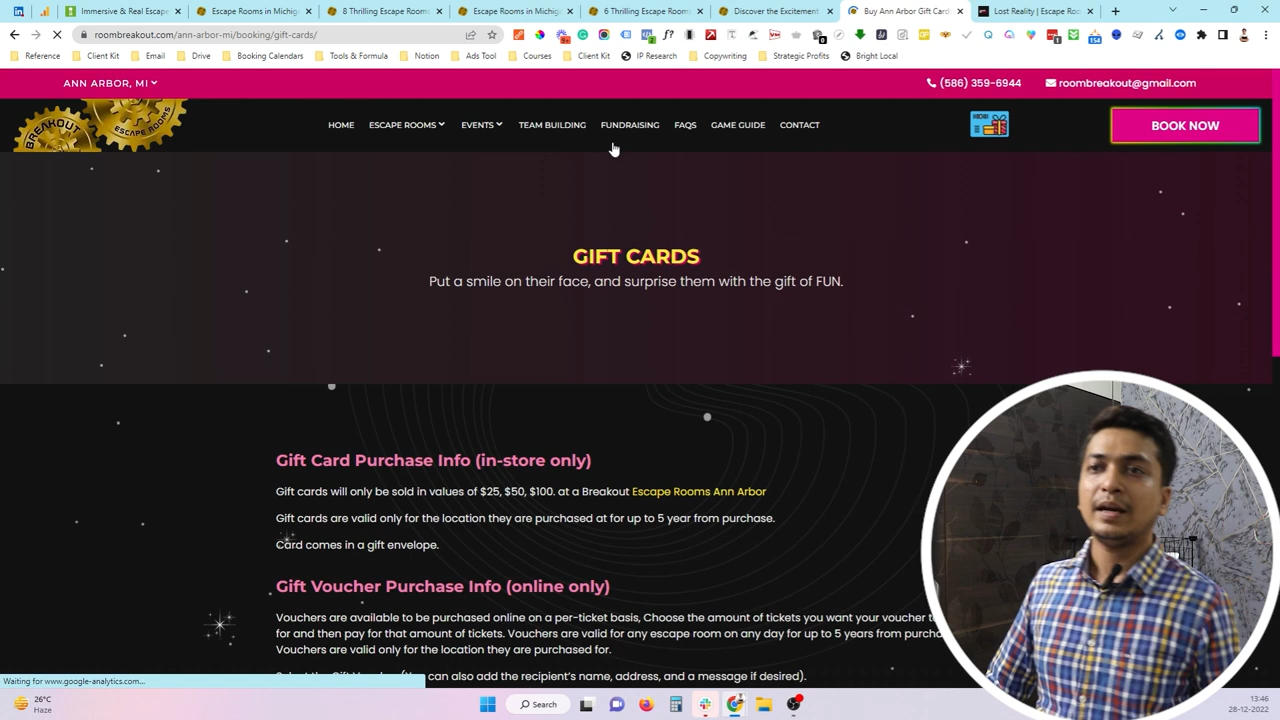 Immersive & Real Escape
Escape Rooms in Michig
8 Thrilling Escape Room
Escape Rooms in Michig
6 Thrilling Escape Room
Discover the Excitement
Buy Ann Arbor Gift Card
Lost Reality | Escape Roo
roombreakout.com/ann-arbor-mi/booking/gift-cards/
Reference
Client Kit
Email
Drive
Booking Calendars
Tools & Formula
Notion
Ads Tool
Courses
Client Kit
IP Research
Copywriting
Strategic Profits
Bright Local
ANN ARBOR, MI
(586) 359-6944
roombreakout@gmail.com
BREAKOUT
ESCAPE ROOMS
HOME
ESCAPE ROOMS
EVENTS
TEAM BUILDING
FUNDRAISING
FAQS
GAME GUIDE
CONTACT
BOOK NOW
GIFT CARDS
Put a smile on their face, and surprise them with the gift of FUN.
Gift Card Purchase Info (in-store only)
Gift cards will only be sold in values of $25, $50, $100. at a Breakout Escape Rooms Ann Arbor
Gift cards are valid only for the location they are purchased at for up to 5 year from purchase.
Card comes in a gift envelope.
Gift Voucher Purchase Info (online only)
Vouchers are available to be purchased online on a per-ticket basis, Choose the amount of tickets you want your voucher
for and then pay for that amount of tickets. Vouchers are valid for any escape room on any day for up to 5 years from purcha
Vouchers are valid only for the location they are purchased for.
Select the Gift Voucher (You can also add the recipient's name, address, and a message if desired).
Waiting for www.google-analytics.com...
26°C
Haze
Search
13:46
28-12-2022